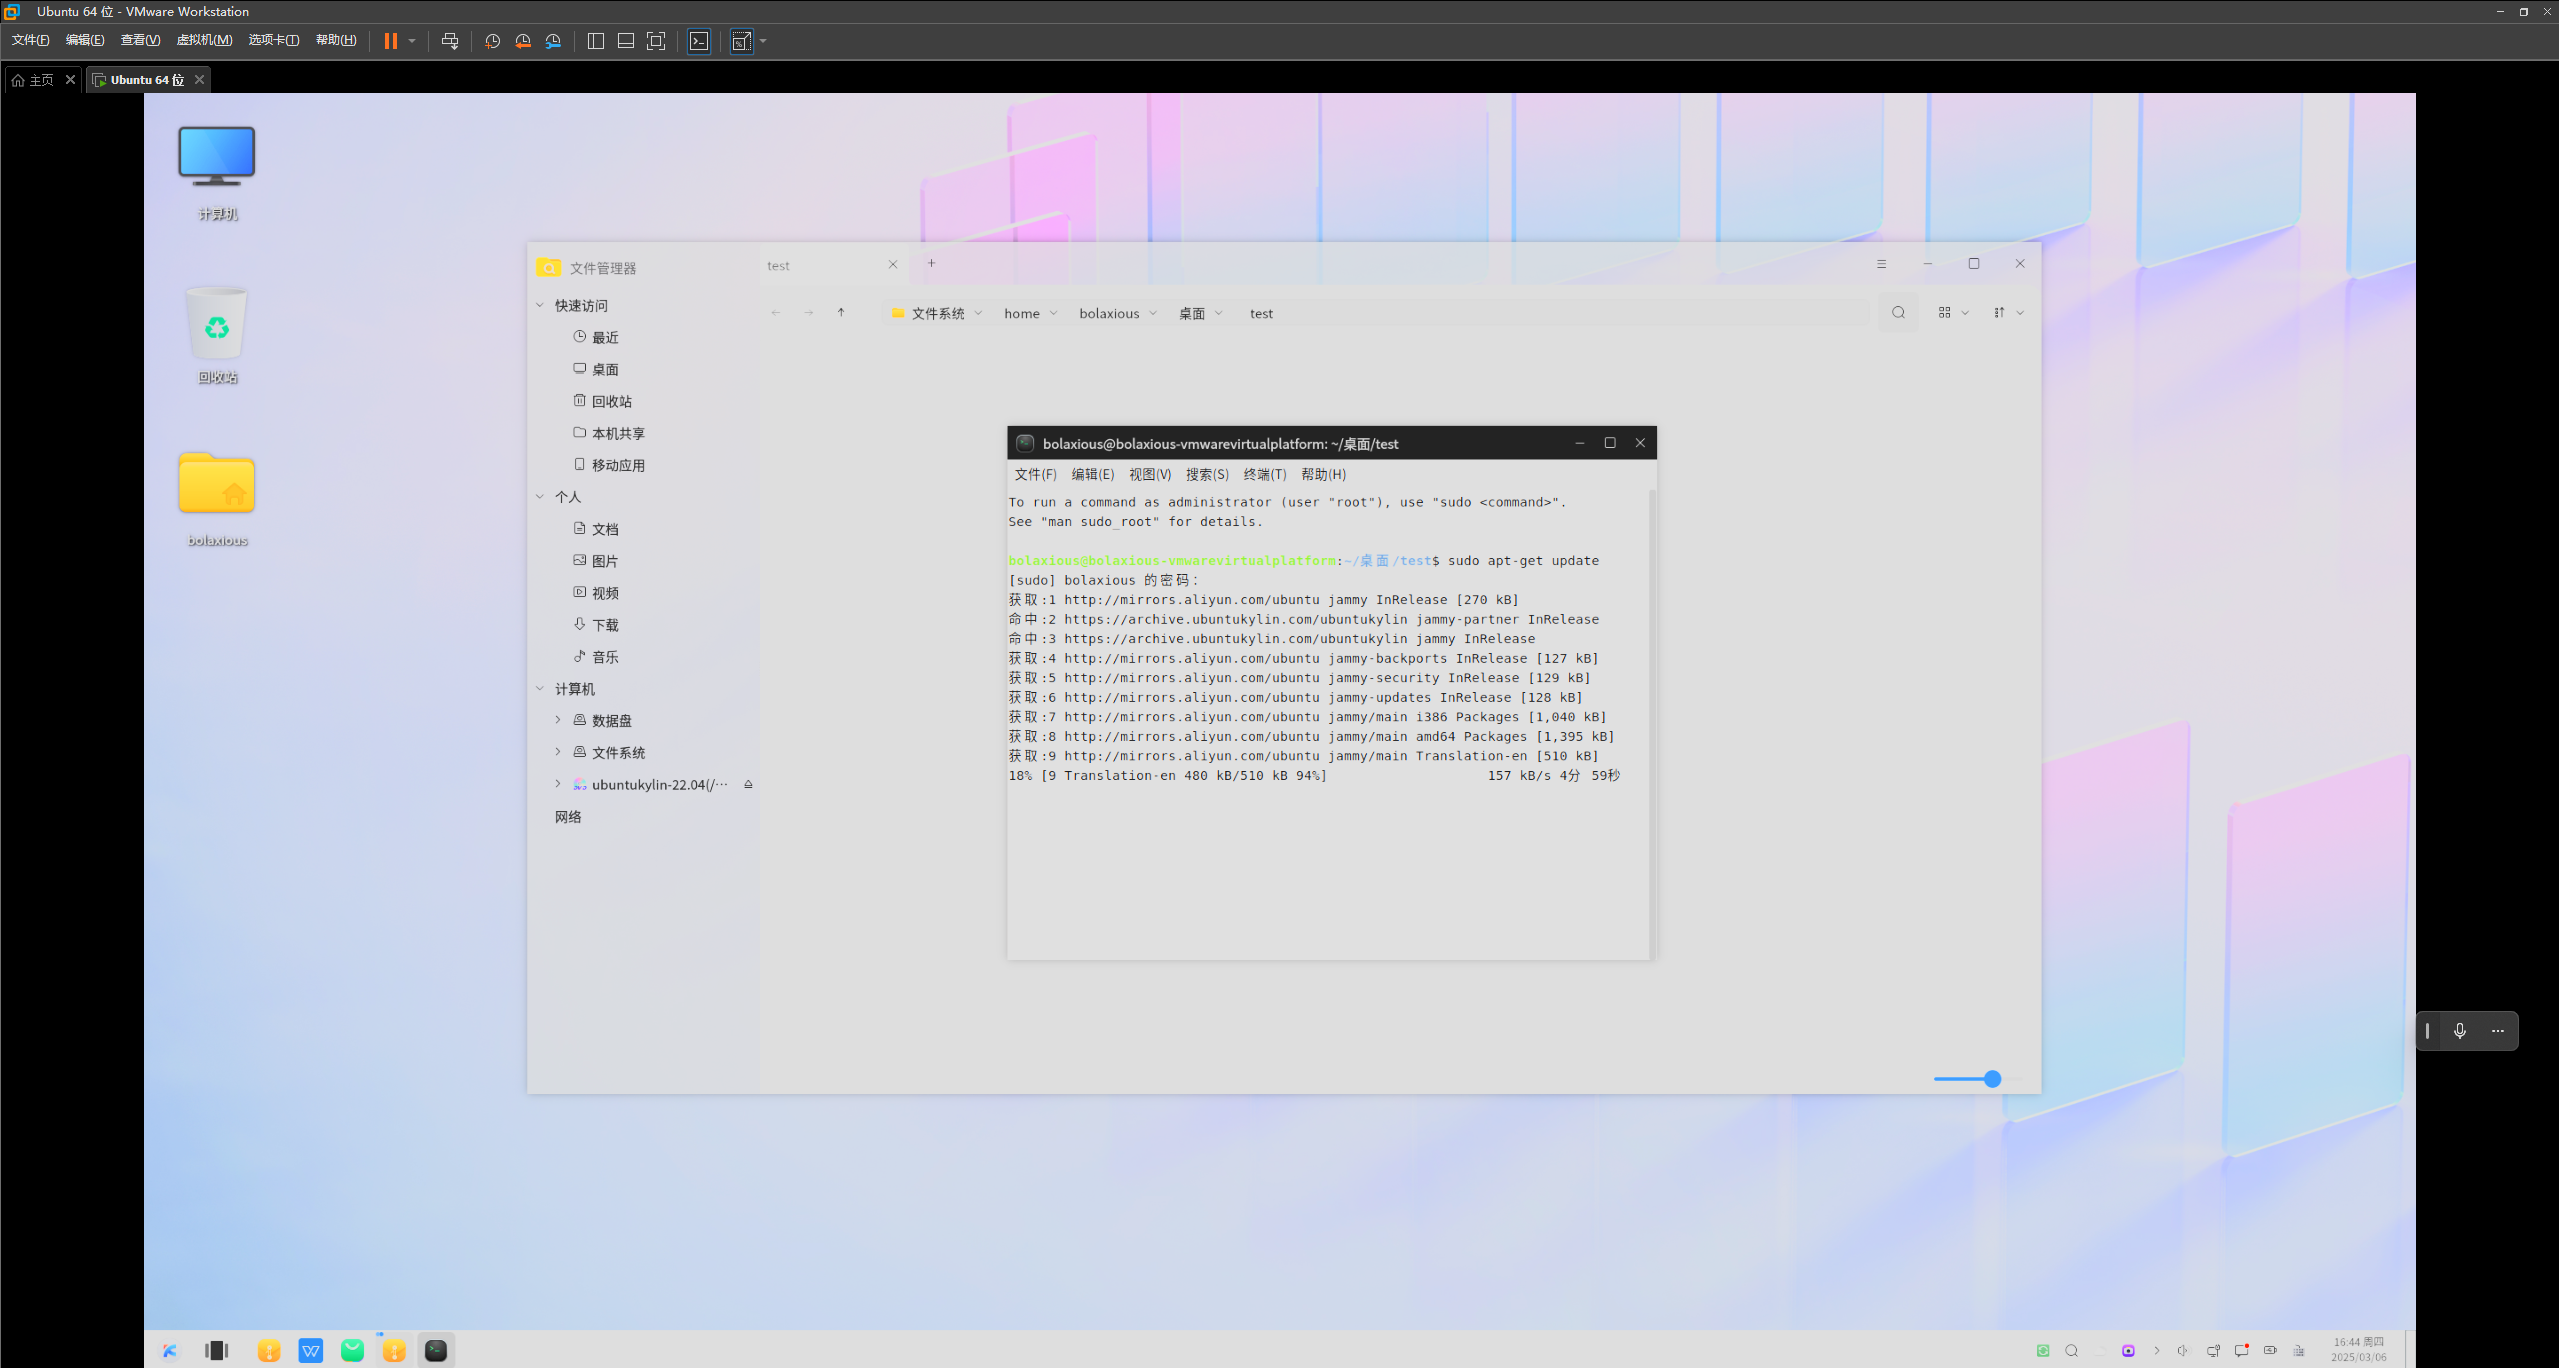 Ubuntu 64 位 - VMware Workstation
文件(F) 编辑(E) 查看(V) 虚拟机(M) 选项卡(T) 帮助(H)
主页 Ubuntu 64 位
计算机
回收站
bolaxious
文件管理器
test
快速访问
最近
桌面
回收站
本机共享
移动应用
个人
文档
图片
视频
下载
音乐
计算机
数据盘
文件系统
ubuntukylin-22.04(/···
网络
文件系统 home bolaxious 桌面 test
bolaxious@bolaxious-vmwarevirtualplatform: ~/桌面/test
文件(F) 编辑(E) 视图(V) 搜索(S) 终端(T) 帮助(H)
To run a command as administrator (user "root"), use "sudo <command>".
See "man sudo_root" for details.
bolaxious@bolaxious-vmwarevirtualplatform:~/桌面/test$ sudo apt-get update
[sudo] bolaxious 的密码：
获取:1 http://mirrors.aliyun.com/ubuntu jammy InRelease [270 kB]
命中:2 https://archive.ubuntukylin.com/ubuntukylin jammy-partner InRelease
命中:3 https://archive.ubuntukylin.com/ubuntukylin jammy InRelease
获取:4 http://mirrors.aliyun.com/ubuntu jammy-backports InRelease [127 kB]
获取:5 http://mirrors.aliyun.com/ubuntu jammy-security InRelease [129 kB]
获取:6 http://mirrors.aliyun.com/ubuntu jammy-updates InRelease [128 kB]
获取:7 http://mirrors.aliyun.com/ubuntu jammy/main i386 Packages [1,040 kB]
获取:8 http://mirrors.aliyun.com/ubuntu jammy/main amd64 Packages [1,395 kB]
获取:9 http://mirrors.aliyun.com/ubuntu jammy/main Translation-en [510 kB]
18% [9 Translation-en 480 kB/510 kB 94%] 157 kB/s 4分 59秒
16:44 周四
2025/03/06